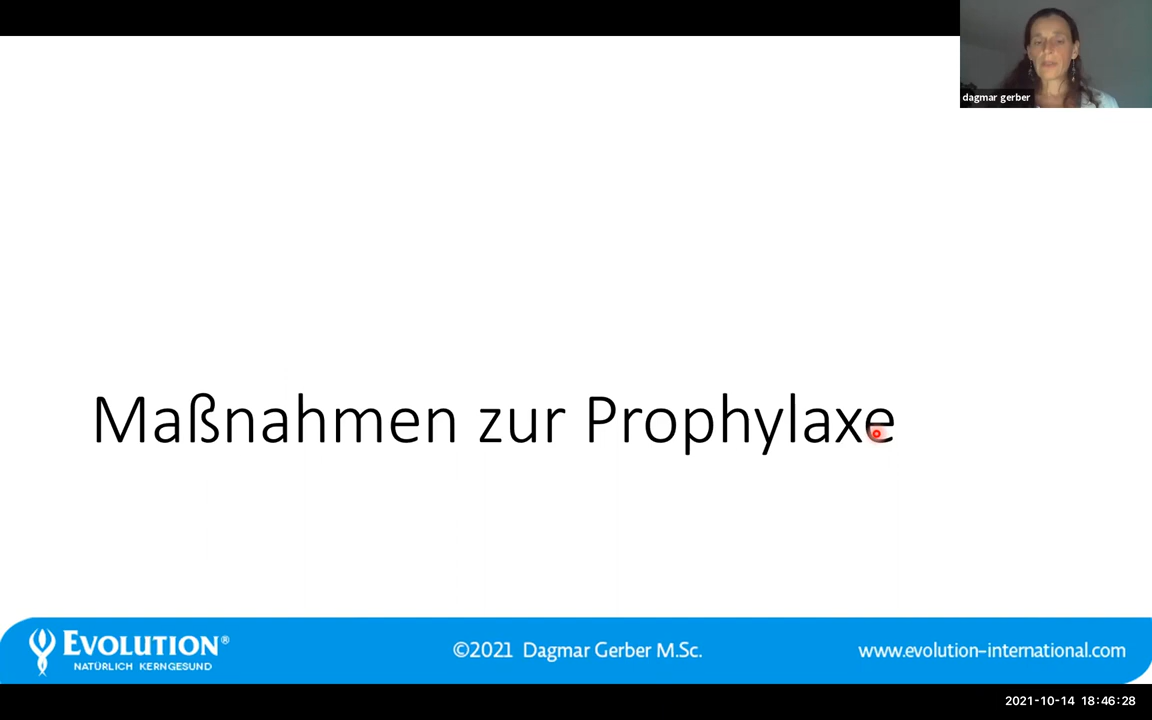 dagmar gerber
Maßnahmen zur Prophylaxe
EVOLUTION®
NATÜRLICH KERNGESUND
©2021 Dagmar Gerber M.Sc.
www.evolution-international.com
2021-10-14 18:46:28